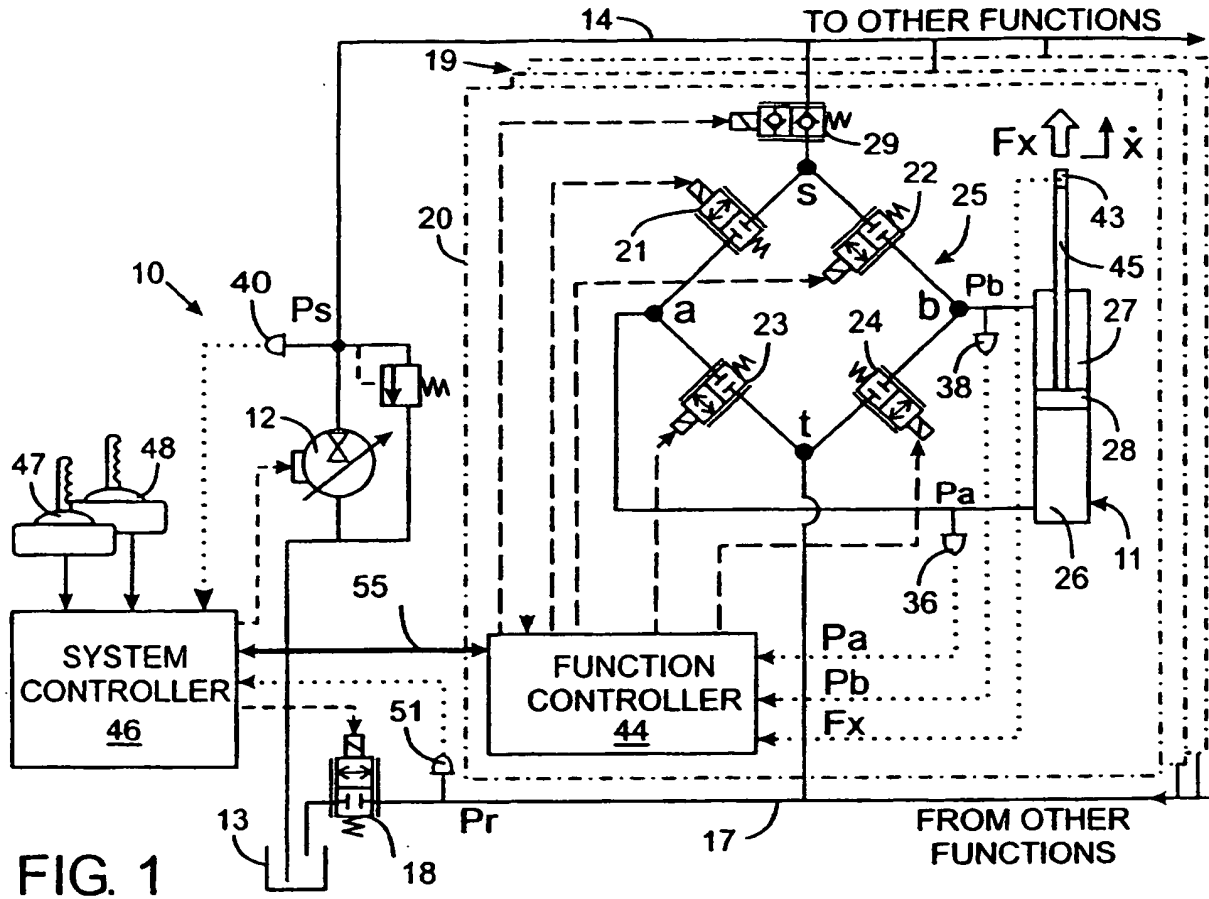 14
TO OTHER FUNCTIONS
19
29
Fx
ẋ
s
22
43
21
20
25
45
10
40
Ps
Pb
a
b
27
23
24
38
12
28
47
48
t
Pa
11
26
36
55
SYSTEM
CONTROLLER
46
FUNCTION
CONTROLLER
44
Pa
Pb
Fx
51
13
Pr
17
FROM OTHER
FUNCTIONS
18
FIG. 1